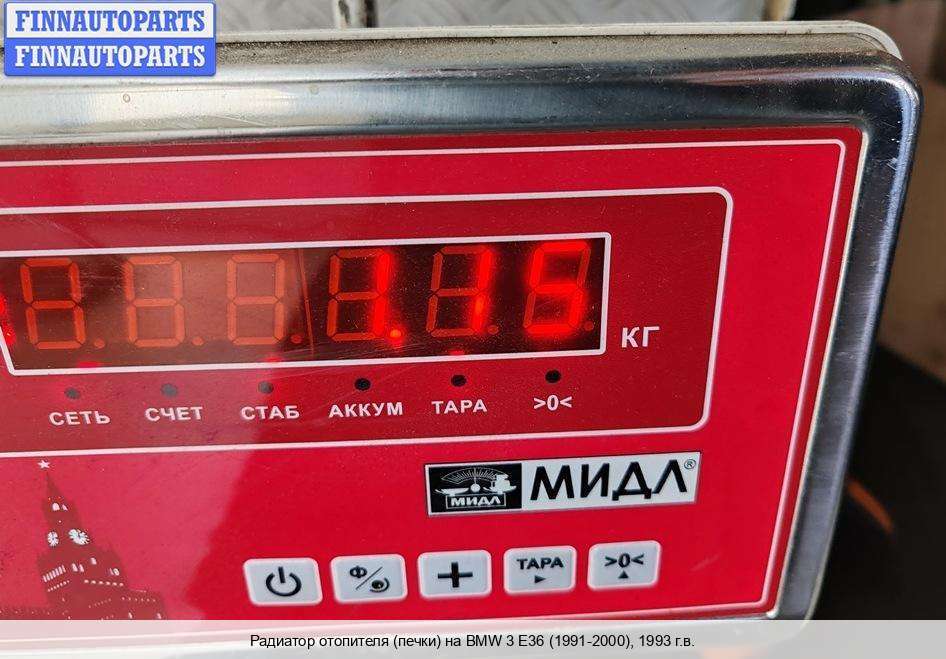 FINNAUTOPARTS
FINNAUTOPARTS
1.15
КГ
СЕТЬ СЧЕТ СТАБ АККУМ ТАРА >0<
МИДЛ МИДЛ®
Ф + ТАРА >0<
Радиатор отопителя (печки) на BMW 3 E36 (1991-2000), 1993 г.в.